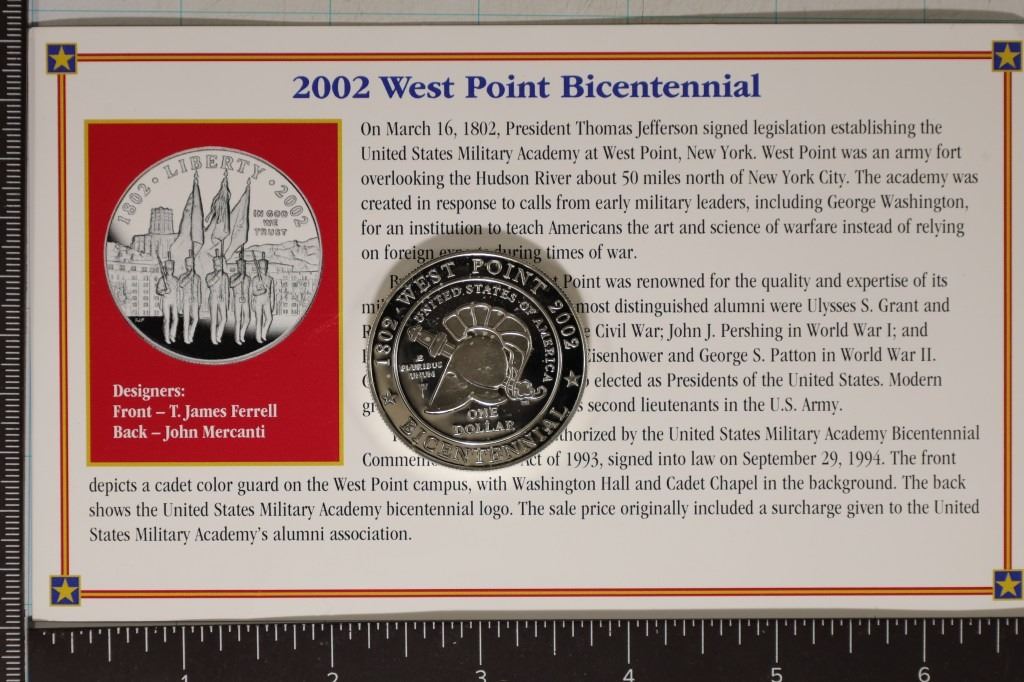 2002 West Point Bicentennial
1802 · LIBERTY · 2002
IN GOD
WE
TRUST
Designers:
Front – T. James Ferrell
Back – John Mercanti
On March 16, 1802, President Thomas Jefferson signed legislation establishing the
United States Military Academy at West Point, New York. West Point was an army fort
overlooking the Hudson River about 50 miles north of New York City. The academy was
created in response to calls from early military leaders, including George Washington,
for an institution to teach Americans the art and science of warfare instead of relying
on foreign during times of war.
Point was renowned for the quality and expertise of its
most distinguished alumni were Ulysses S. Grant and
Civil War; John J. Pershing in World War I; and
Eisenhower and George S. Patton in World War II.
elected as Presidents of the United States. Modern
second lieutenants in the U.S. Army.
by the United States Military Academy Bicentennial
Act of 1993, signed into law on September 29, 1994. The front
depicts a cadet color guard on the West Point campus, with Washington Hall and Cadet Chapel in the background. The back
shows the United States Military Academy bicentennial logo. The sale price originally included a surcharge given to the United
States Military Academy's alumni association.
1802 WEST POINT 2002
UNITED STATES OF AMERICA
E
PLURIBUS
UNUM
W
ONE
DOLLAR
BICENTENNIAL
1 2 3 4 5 6